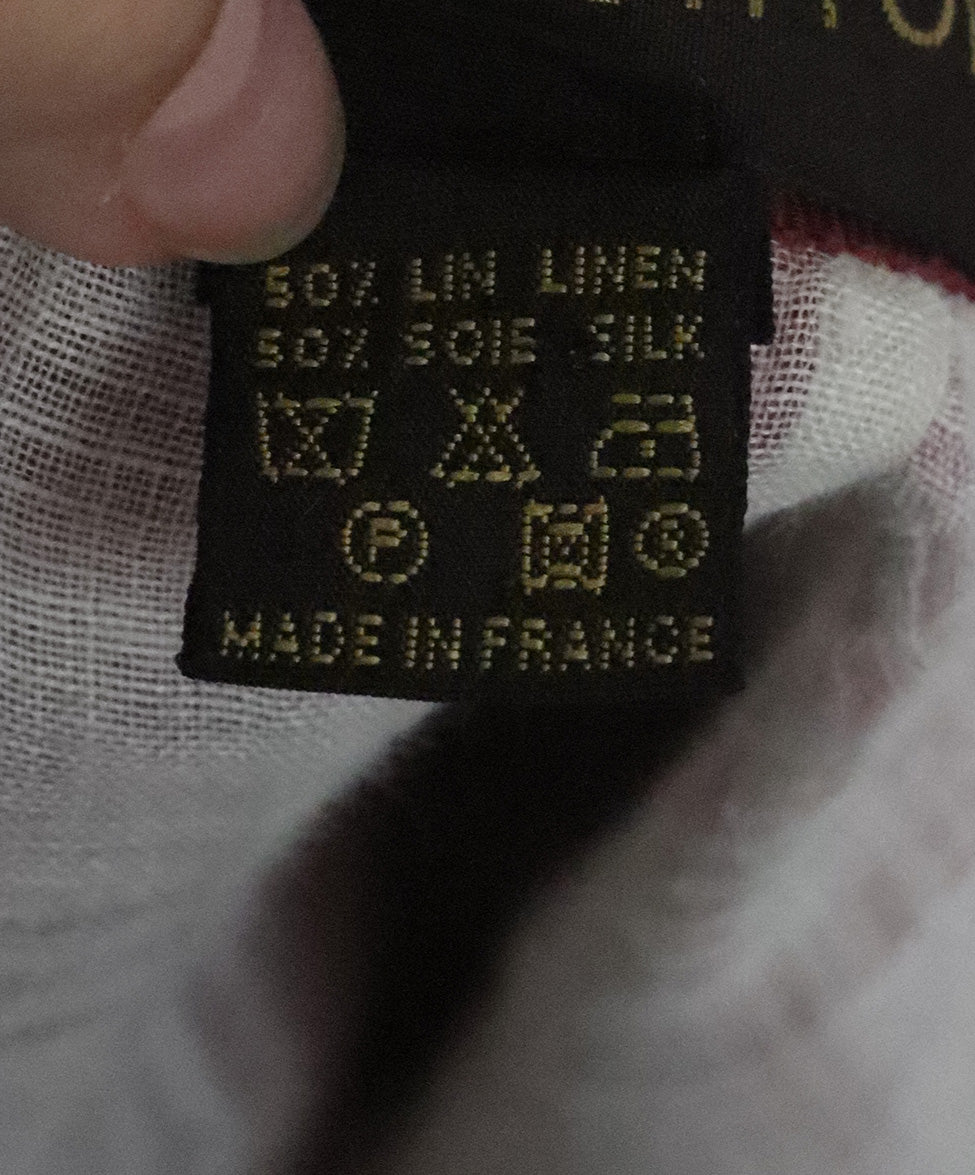 50% LIN LINEN
50% SOIE SILK
P ®
MADE IN FRANCE